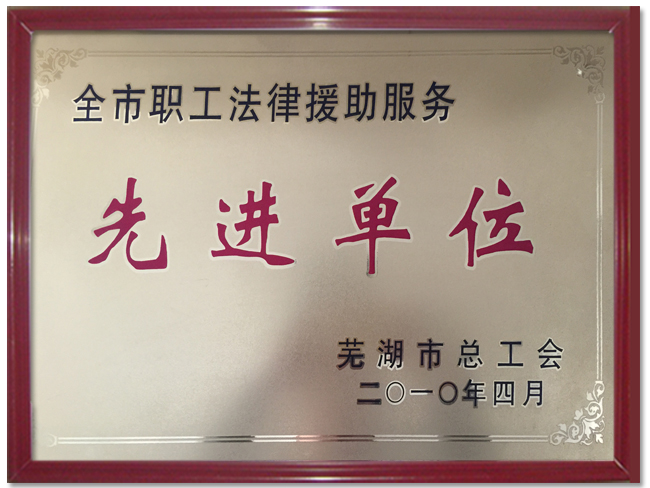 全市职工法律援助服务
先进单位
芜湖市总工会
二〇一〇年四月